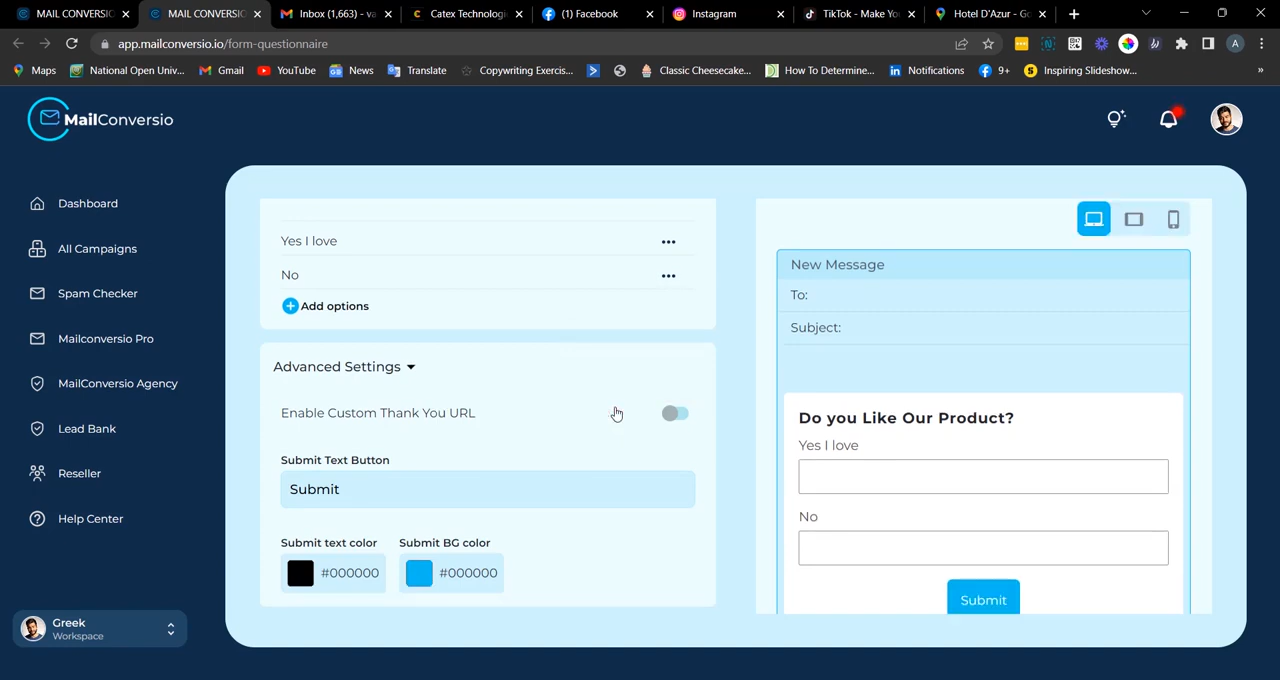 MAIL CONVERSIO
MAIL CONVERSIO
Inbox (1,663) - va
Catex Technologi
(1) Facebook
Instagram
TikTok - Make Yo
Hotel D'Azur - Go
app.mailconversio.io/form-questionnaire
A
Maps
National Open Univ...
Gmail
YouTube
News
Translate
Copywriting Exercis...
Classic Cheesecake...
How To Determine...
Notifications
9+
Inspiring Slideshow...
»
MailConversio
Dashboard
All Campaigns
Spam Checker
Mailconversio Pro
MailConversio Agency
Lead Bank
Reseller
Help Center
Greek
Workspace
Yes I love
No
Add options
Advanced Settings
Enable Custom Thank You URL
Submit Text Button
Submit
Submit text color
Submit BG color
#000000
#000000
New Message
To:
Subject:
Do you Like Our Product?
Yes I love
No
Submit